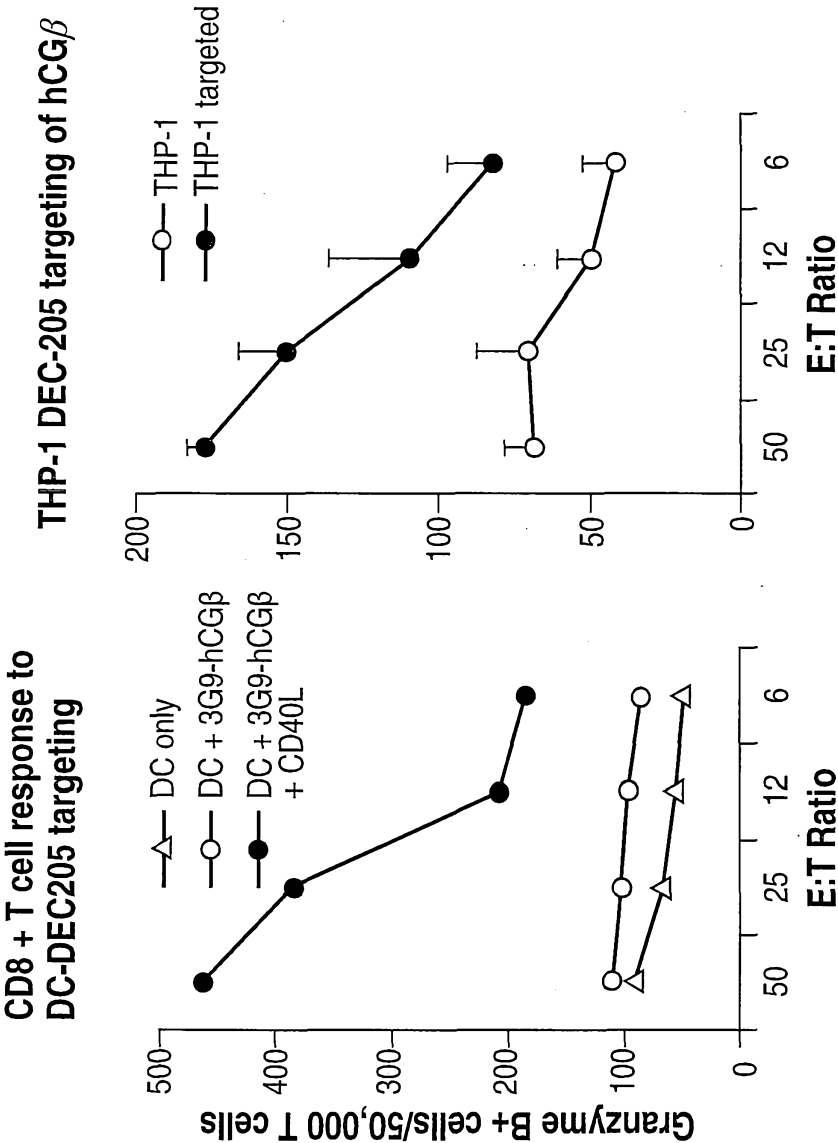 CD8 + T cell response to
DC-DEC205 targeting
DC only
DC + 3G9-hCGβ
DC + 3G9-hCGβ
+ CD40L
Granzyme B+ cells/50,000 T cells
500
400
300
200
100
0
50
25
12
6
E:T Ratio
THP-1 DEC-205 targeting of hCGβ
THP-1
THP-1 targeted
200
150
100
50
0
50
25
12
6
E:T Ratio